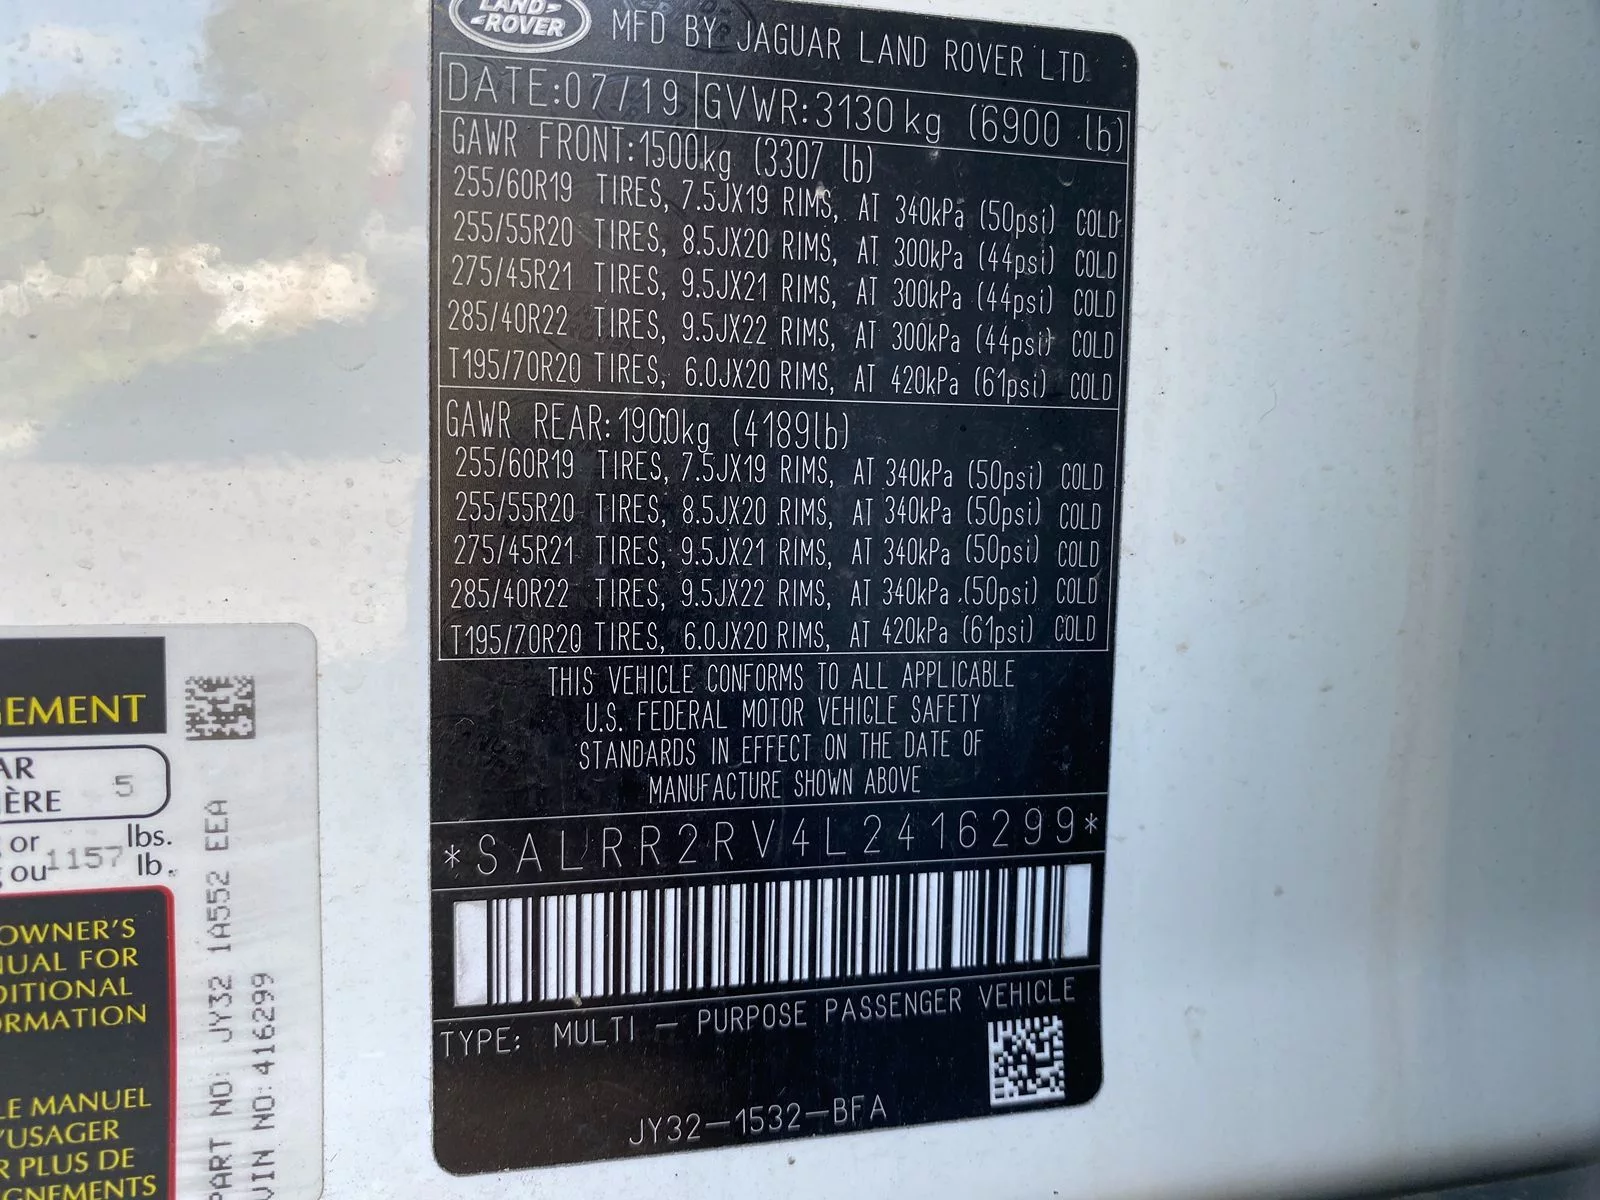 LAND-
-ROVER
MFD BY JAGUAR LAND ROVER LTD
DATE:07/19 GVWR:3130 kg (6900 lb)
GAWR FRONT:1500kg (3307 lb)
255/60R19 TIRES, 7.5JX19 RIMS, AT 340kPa (50psi) COLD
255/55R20 TIRES, 8.5JX20 RIMS, AT 300kPa (44psi) COLD
275/45R21 TIRES, 9.5JX21 RIMS, AT 300kPa (44psi) COLD
285/40R22 TIRES, 9.5JX22 RIMS, AT 300kPa (44psi) COLD
T195/70R20 TIRES, 6.0JX20 RIMS, AT 420kPa (61psi) COLD
GAWR REAR:1900kg (4189lb)
255/60R19 TIRES, 7.5JX19 RIMS, AT 340kPa (50psi) COLD
255/55R20 TIRES, 8.5JX20 RIMS, AT 340kPa (50psi) COLD
275/45R21 TIRES, 9.5JX21 RIMS, AT 340kPa (50psi) COLD
285/40R22 TIRES, 9.5JX22 RIMS, AT 340kPa (50psi) COLD
T195/70R20 TIRES, 6.0JX20 RIMS, AT 420kPa (61psi) COLD
THIS VEHICLE CONFORMS TO ALL APPLICABLE
U.S. FEDERAL MOTOR VEHICLE SAFETY
STANDARDS IN EFFECT ON THE DATE OF
MANUFACTURE SHOWN ABOVE
*SALRR2RV4L2416299*
TYPE: MULTI - PURPOSE PASSENGER VEHICLE
JY32-1532-BFA
GEMENT
AR
IÈRE 5
or lbs.
ou 1157 lb.
OWNER'S
NUAL FOR
DITIONAL
ORMATION
LE MANUEL
'USAGER
R PLUS DE
GNEMENTS
PART NO: JY32 1A552 EEA
VIN NO:416299